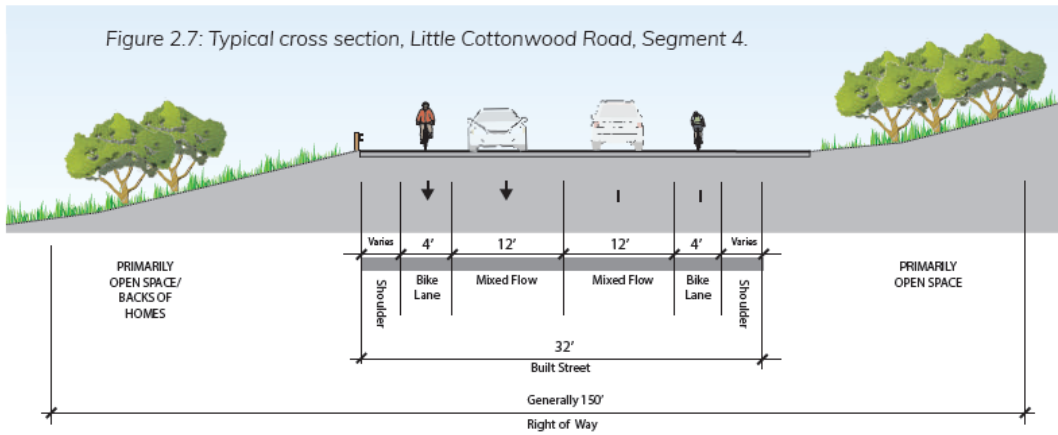 Figure 2.7: Typical cross section, Little Cottonwood Road, Segment 4.
Varies 4' 12' 12' 4' Varies
PRIMARILY
OPEN SPACE/
BACKS OF
HOMES
Shoulder
Bike
Lane
Mixed Flow
Mixed Flow
Bike
Lane
Shoulder
PRIMARILY
OPEN SPACE
32'
Built Street
Generally 150'
Right of Way